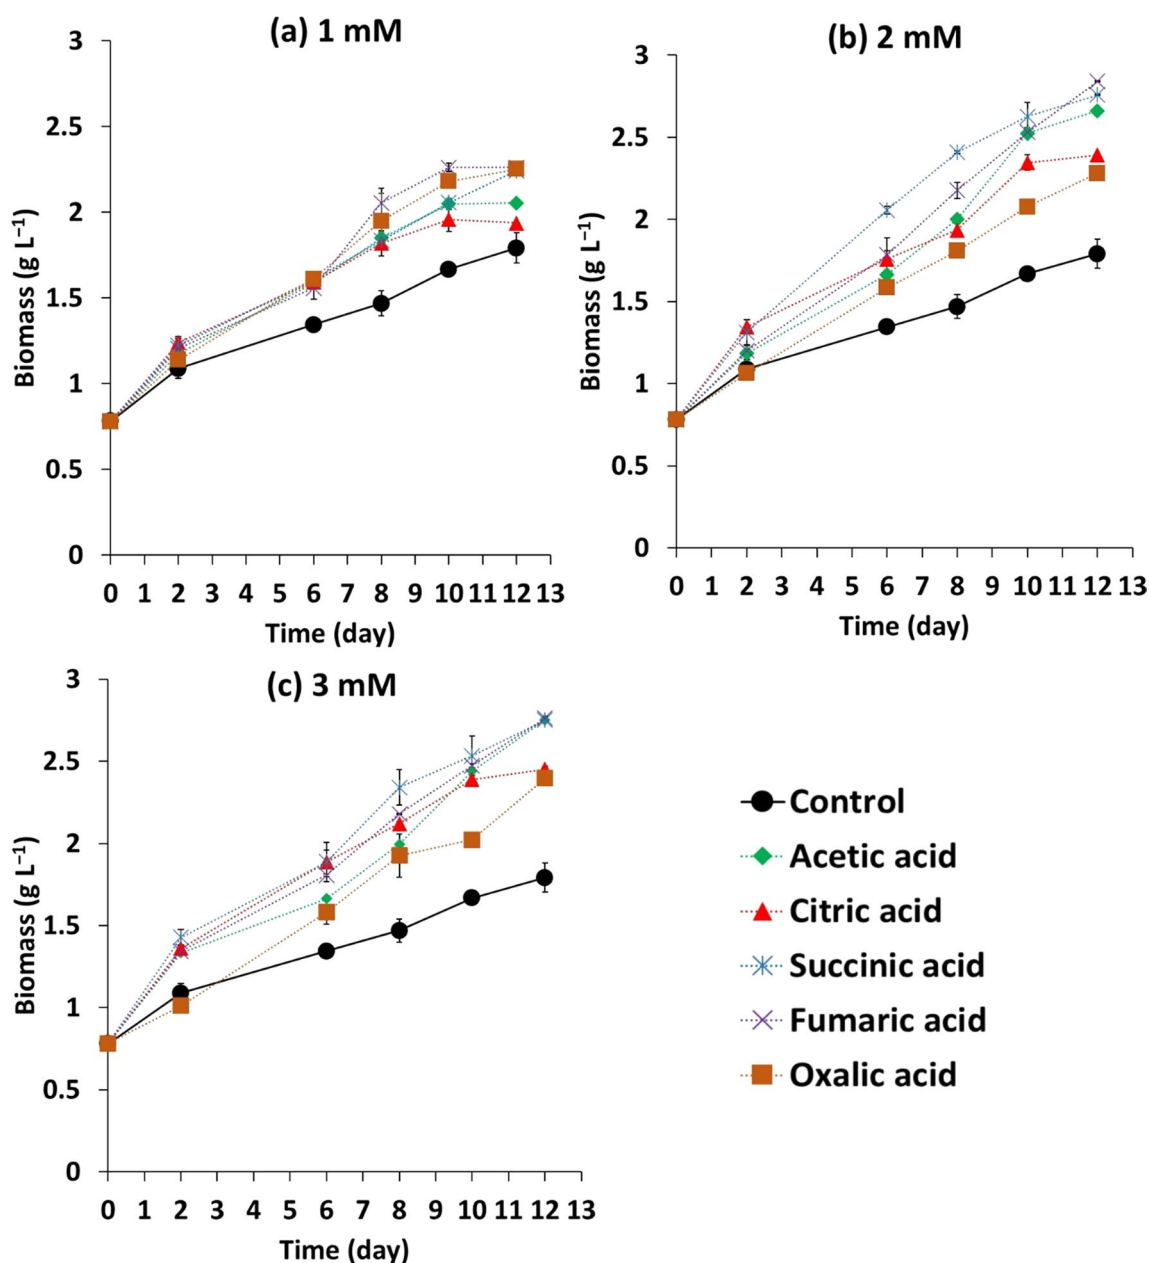 (a) 1 mM
3
2.5
2
1.5
1
0.5
0
Biomass (g L⁻¹)
0 1 2 3 4 5 6 7 8 9 10 11 12 13
Time (day)
(b) 2 mM
3
2.5
2
1.5
1
0.5
0
Biomass (g L⁻¹)
0 1 2 3 4 5 6 7 8 9 10 11 12 13
Time (day)
(c) 3 mM
3
2.5
2
1.5
1
0.5
0
Biomass (g L⁻¹)
0 1 2 3 4 5 6 7 8 9 10 11 12 13
Time (day)
Control
Acetic acid
Citric acid
Succinic acid
Fumaric acid
Oxalic acid